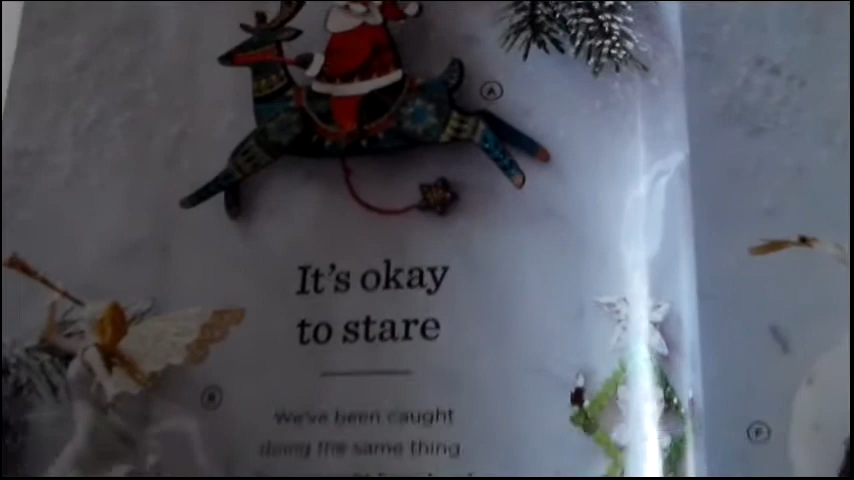 A
It's okay
to stare
B
We've been caught
doing the same thing
F